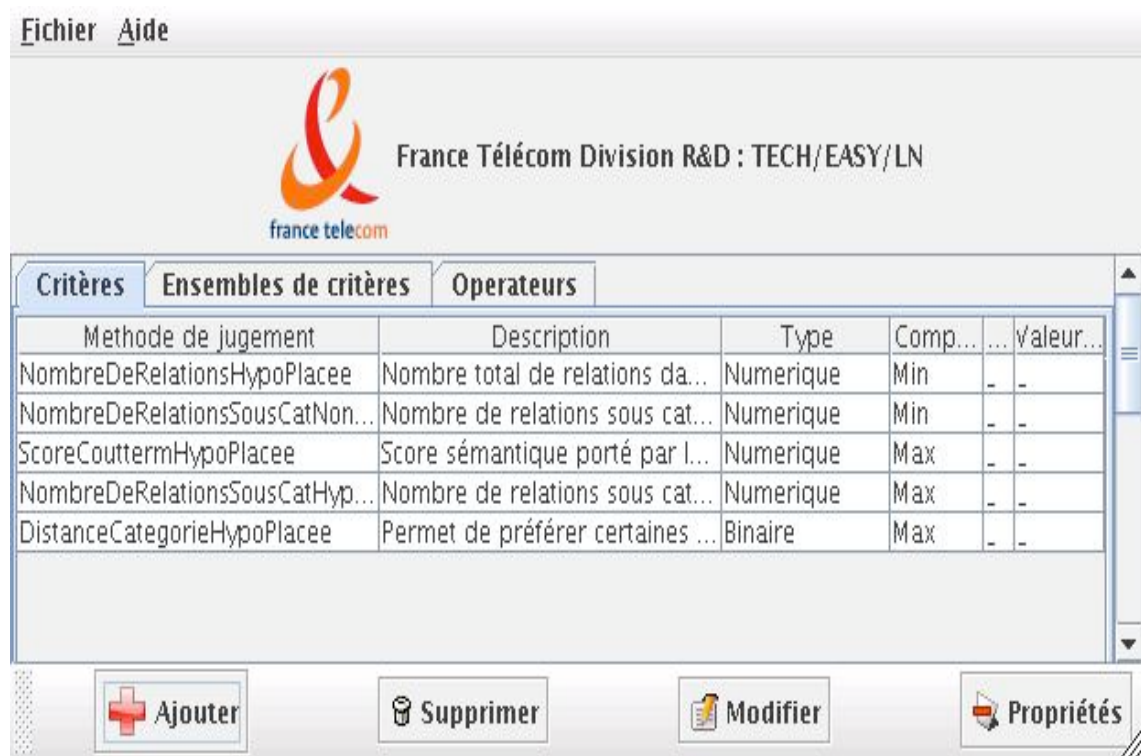 Fichier Aide
France Télécom Division R&D : TECH/EASY/LN
france telecom
Critères Ensembles de critères Operateurs
Methode de jugement Description Type Comp... ... Valeur...
NombreDeRelationsHypoPlacee Nombre total de relations da... Numerique Min _ _
NombreDeRelationsSousCatNon... Nombre de relations sous cat... Numerique Min _ _
ScoreCouttermHypoPlacee Score sémantique porté par l... Numerique Max _ _
NombreDeRelationsSousCatHyp... Nombre de relations sous cat... Numerique Max _ _
DistanceCategorieHypoPlacee Permet de préférer certaines ... Binaire Max _ _
Ajouter Supprimer Modifier Propriétés